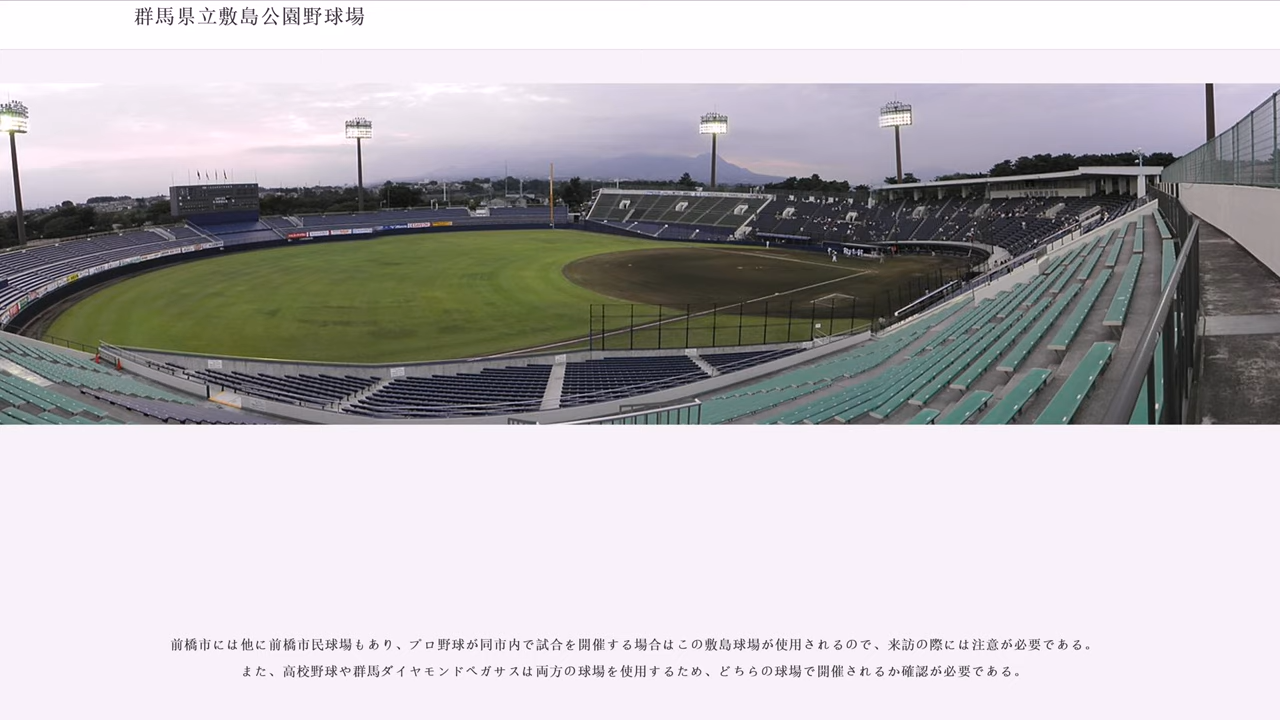 群馬県立敷島公園野球場
前橋市には他に前橋市民球場もあり、プロ野球が同市内で試合を開催する場合はこの敷島球場が使用されるので、来訪の際には注意が必要である。
また、高校野球や群馬ダイヤモンドペガサスは両方の球場を使用するため、どちらの球場で開催されるか確認が必要である。